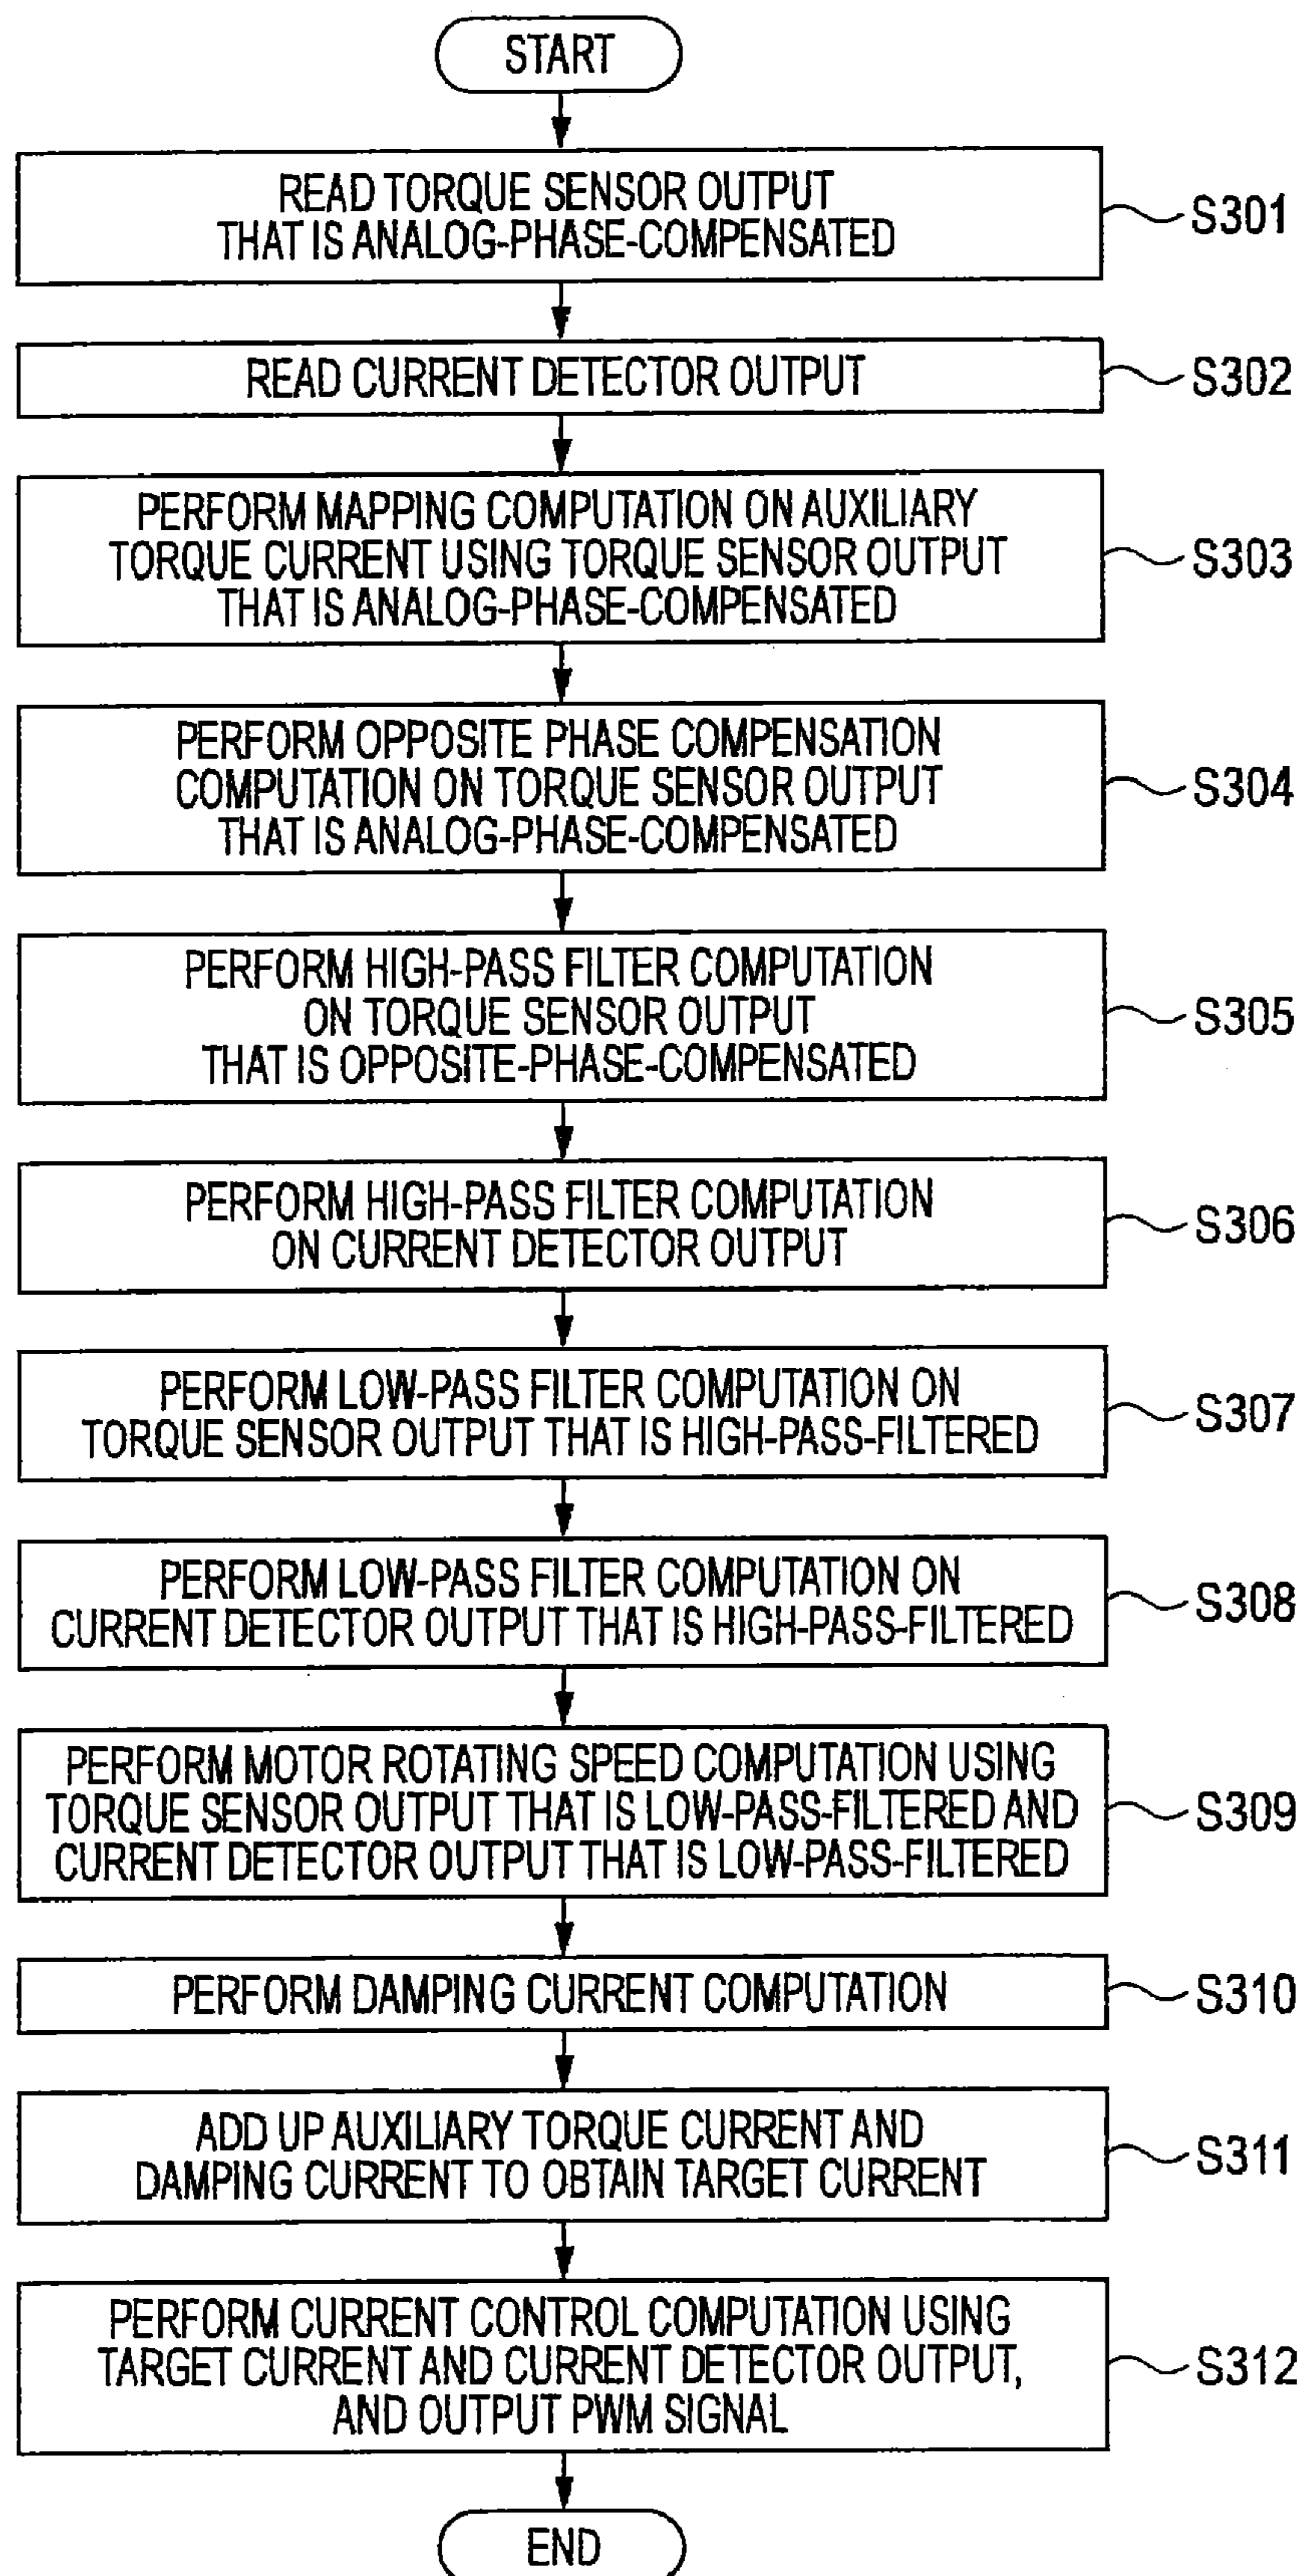 START
READ TORQUE SENSOR OUTPUT
THAT IS ANALOG-PHASE-COMPENSATED
S301
READ CURRENT DETECTOR OUTPUT
S302
PERFORM MAPPING COMPUTATION ON AUXILIARY
TORQUE CURRENT USING TORQUE SENSOR OUTPUT
THAT IS ANALOG-PHASE-COMPENSATED
S303
PERFORM OPPOSITE PHASE COMPENSATION
COMPUTATION ON TORQUE SENSOR OUTPUT
THAT IS ANALOG-PHASE-COMPENSATED
S304
PERFORM HIGH-PASS FILTER COMPUTATION
ON TORQUE SENSOR OUTPUT
THAT IS OPPOSITE-PHASE-COMPENSATED
S305
PERFORM HIGH-PASS FILTER COMPUTATION
ON CURRENT DETECTOR OUTPUT
S306
PERFORM LOW-PASS FILTER COMPUTATION ON
TORQUE SENSOR OUTPUT THAT IS HIGH-PASS-FILTERED
S307
PERFORM LOW-PASS FILTER COMPUTATION ON
CURRENT DETECTOR OUTPUT THAT IS HIGH-PASS-FILTERED
S308
PERFORM MOTOR ROTATING SPEED COMPUTATION USING
TORQUE SENSOR OUTPUT THAT IS LOW-PASS-FILTERED AND
CURRENT DETECTOR OUTPUT THAT IS LOW-PASS-FILTERED
S309
PERFORM DAMPING CURRENT COMPUTATION
S310
ADD UP AUXILIARY TORQUE CURRENT AND
DAMPING CURRENT TO OBTAIN TARGET CURRENT
S311
PERFORM CURRENT CONTROL COMPUTATION USING
TARGET CURRENT AND CURRENT DETECTOR OUTPUT,
AND OUTPUT PWM SIGNAL
S312
END